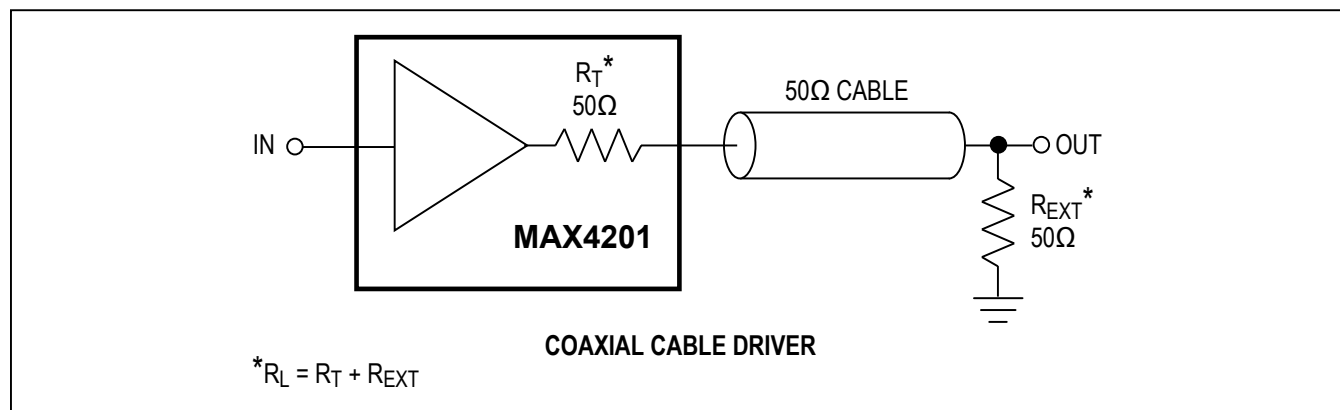 R_T*
50Ω
50Ω CABLE
IN
OUT
R_EXT*
50Ω
MAX4201
COAXIAL CABLE DRIVER
*R_L = R_T + R_EXT